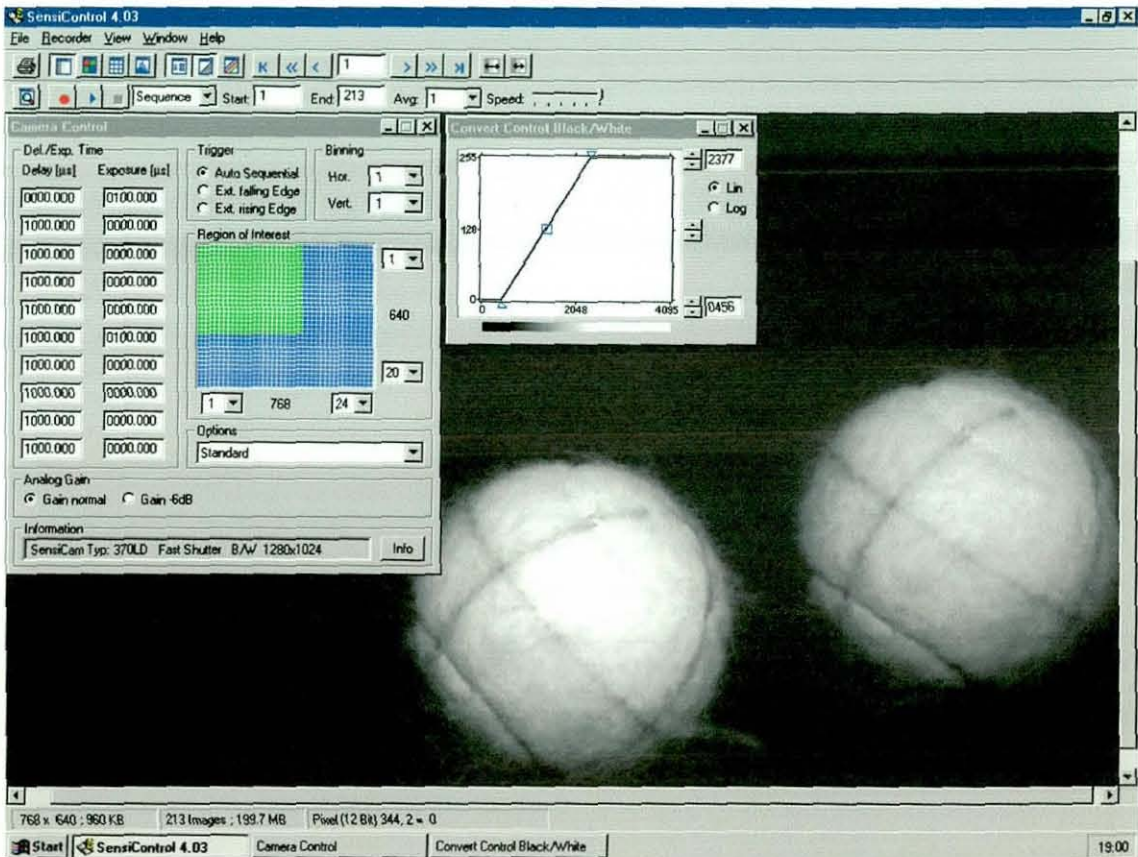 SensiControl 4.03
File Recorder View Window Help
1
Sequence Start: 1 End: 213 Avg: 1 Speed:
Camera Control
Del./Exp. Time
Delay [µs] Exposure [µs]
0000.000 0100.000
1000.000 0000.000
1000.000 0000.000
1000.000 0000.000
1000.000 0000.000
1000.000 0100.000
1000.000 0000.000
1000.000 0000.000
1000.000 0000.000
1000.000 0000.000
Trigger
Auto Sequential
Ext. falling Edge
Ext. rising Edge
Binning
Hor. 1
Vert. 1
Region of Interest
1
640
20
1 768 24
Options
Standard
Analog Gain
Gain normal Gain -6dB
Information
SensiCam Typ: 370LD Fast Shutter B/W 1280x1024 Info
Convert Control Black/White
255
128
0
0 2048 4095
2377
Lin
Log
0456
768 x 640 ; 960 KB 213 Images ; 199.7 MB Pixel (12 Bit) 344, 2 = 0
Start SensiControl 4.03 Camera Control Convert Control Black/White 19:00